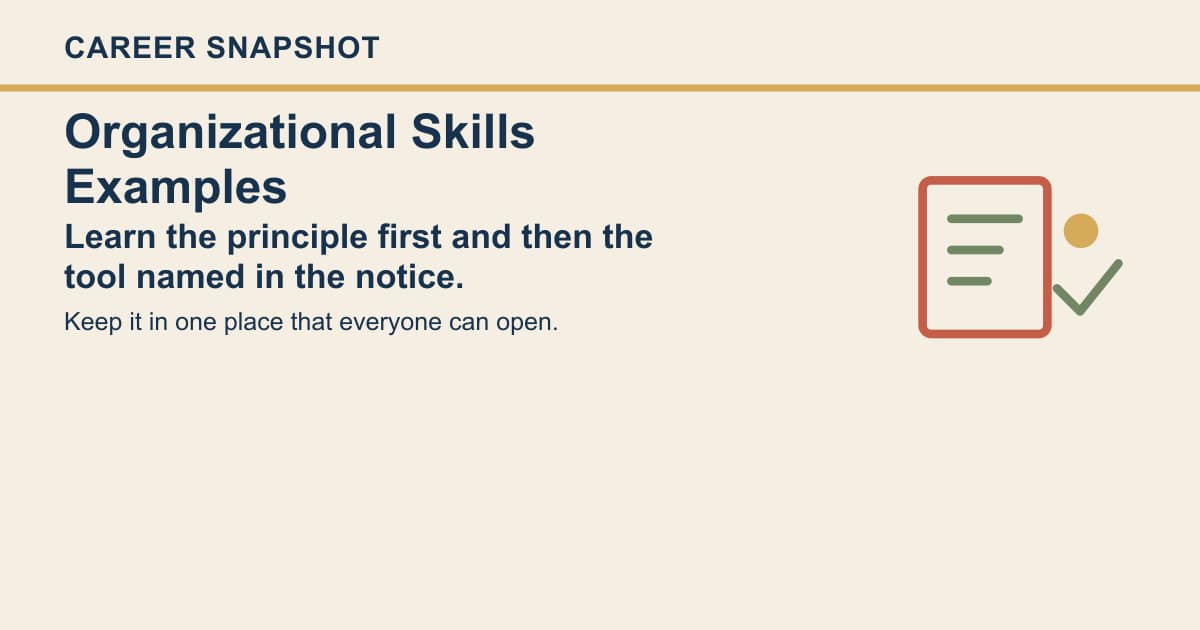 CAREER SNAPSHOT
Organizational Skills
Examples
Learn the principle first and then the
tool named in the notice.
Keep it in one place that everyone can open.